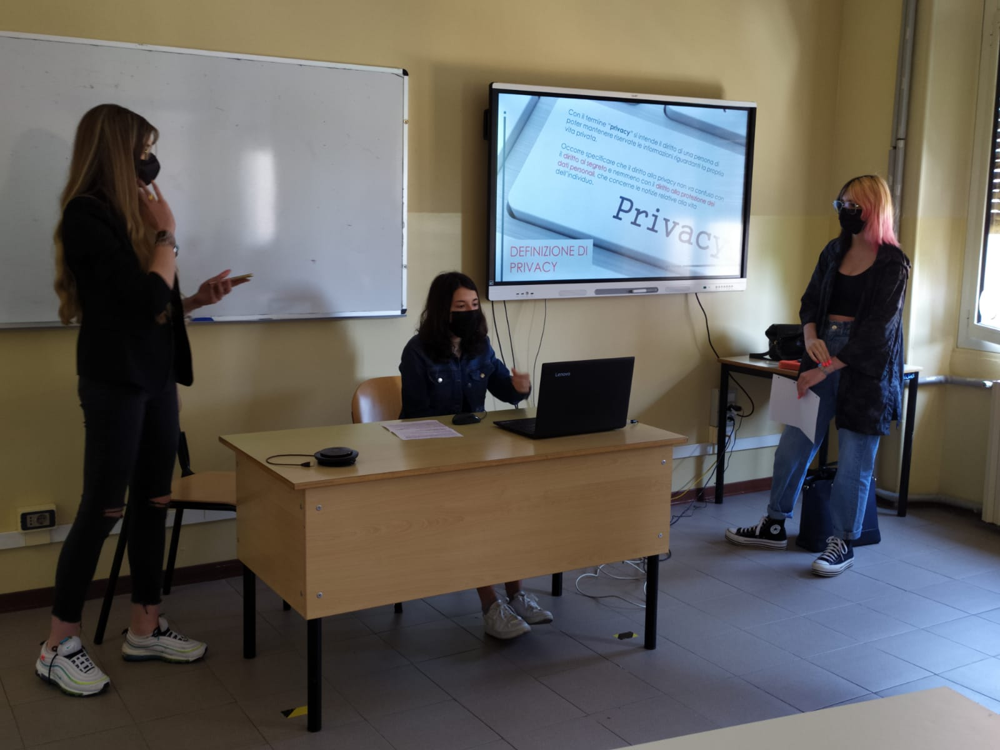 Con il termine "privacy" si intende il diritto di una persona di
poter mantenere riservate le informazioni riguardanti la propria
vita privata.
Occorre specificare che il diritto alla privacy non va confuso con
il diritto al segreto e nemmeno con il diritto alla protezione dei
dati personali, che concerne le notizie relative alla vita
dell'individuo.
Privacy
DEFINIZIONE DI
PRIVACY
Lenovo